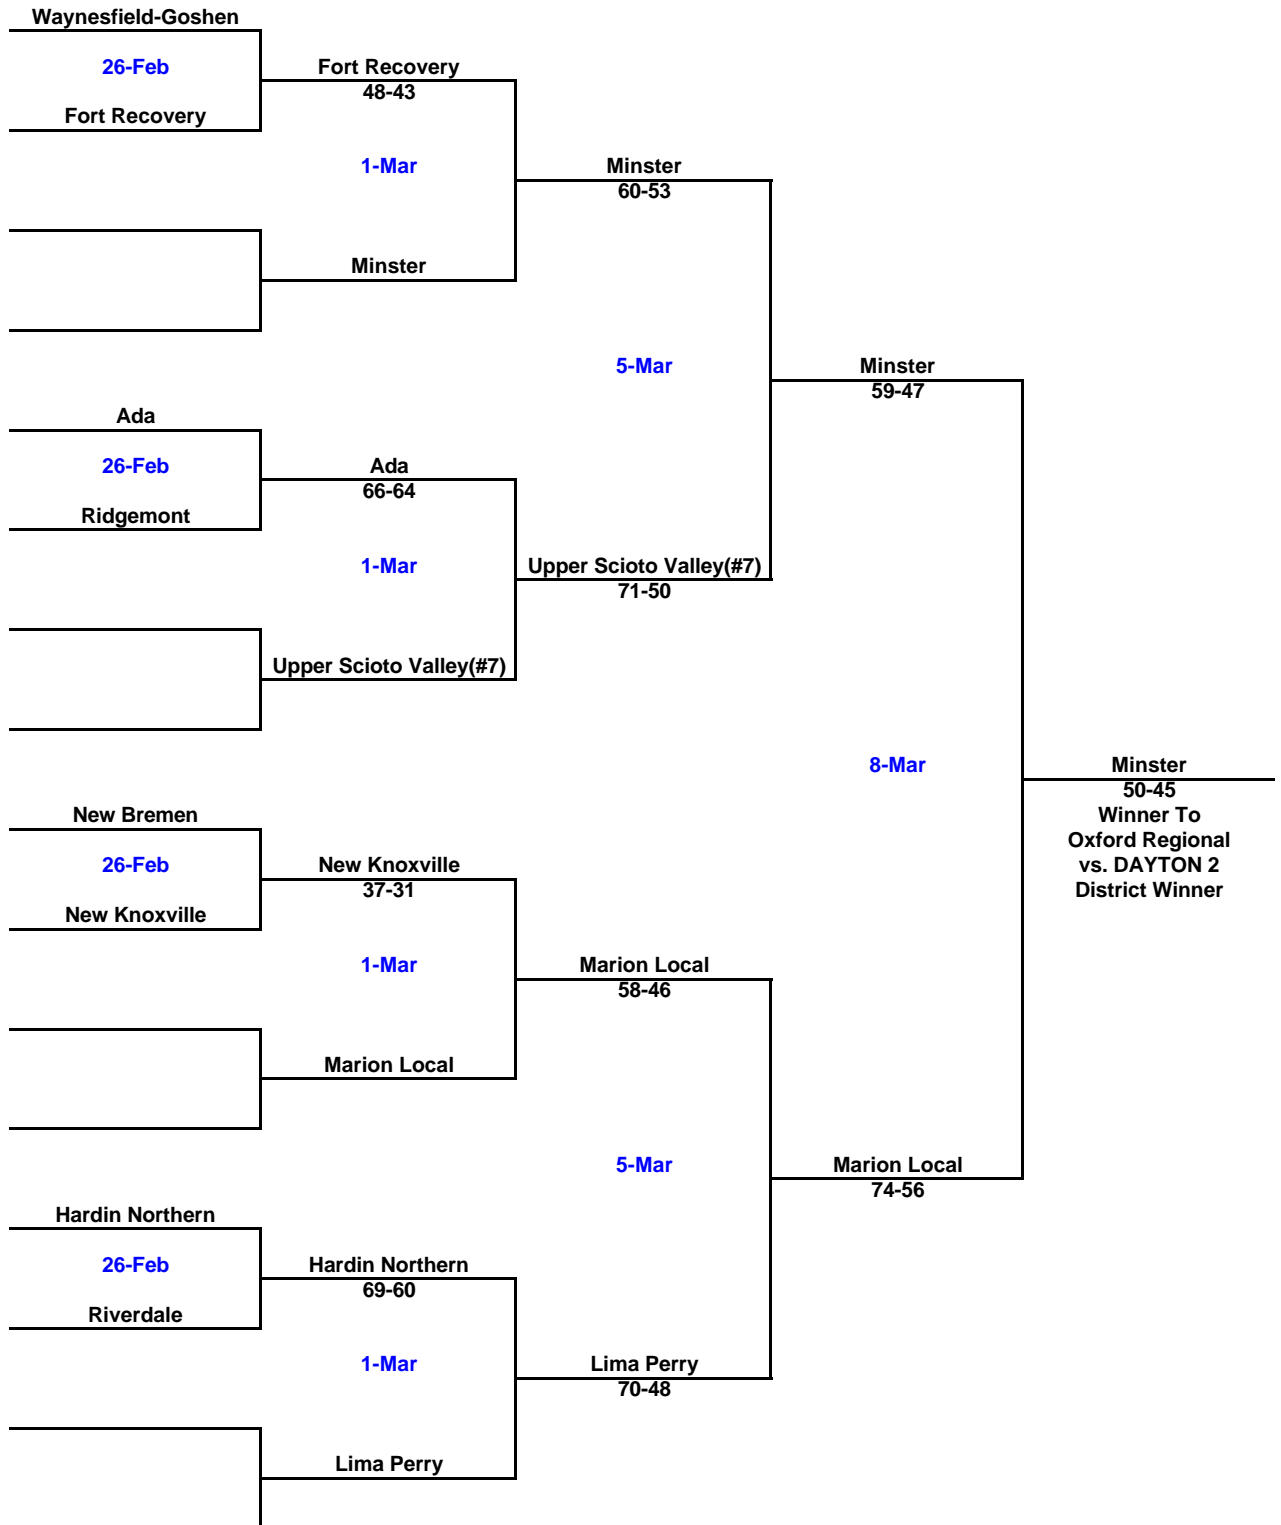 Waynesfield-Goshen
26-Feb
Fort Recovery
Fort Recovery
48-43
1-Mar
Minster
60-53
Minster
5-Mar
Minster
59-47
Ada
26-Feb
Ada
66-64
Ridgemont
1-Mar
Upper Scioto Valley(#7)
71-50
Upper Scioto Valley(#7)
8-Mar
Minster
50-45
Winner To
Oxford Regional
vs. DAYTON 2
District Winner
New Bremen
26-Feb
New Knoxville
37-31
New Knoxville
1-Mar
Marion Local
58-46
Marion Local
5-Mar
Marion Local
74-56
Hardin Northern
26-Feb
Hardin Northern
69-60
Riverdale
1-Mar
Lima Perry
70-48
Lima Perry